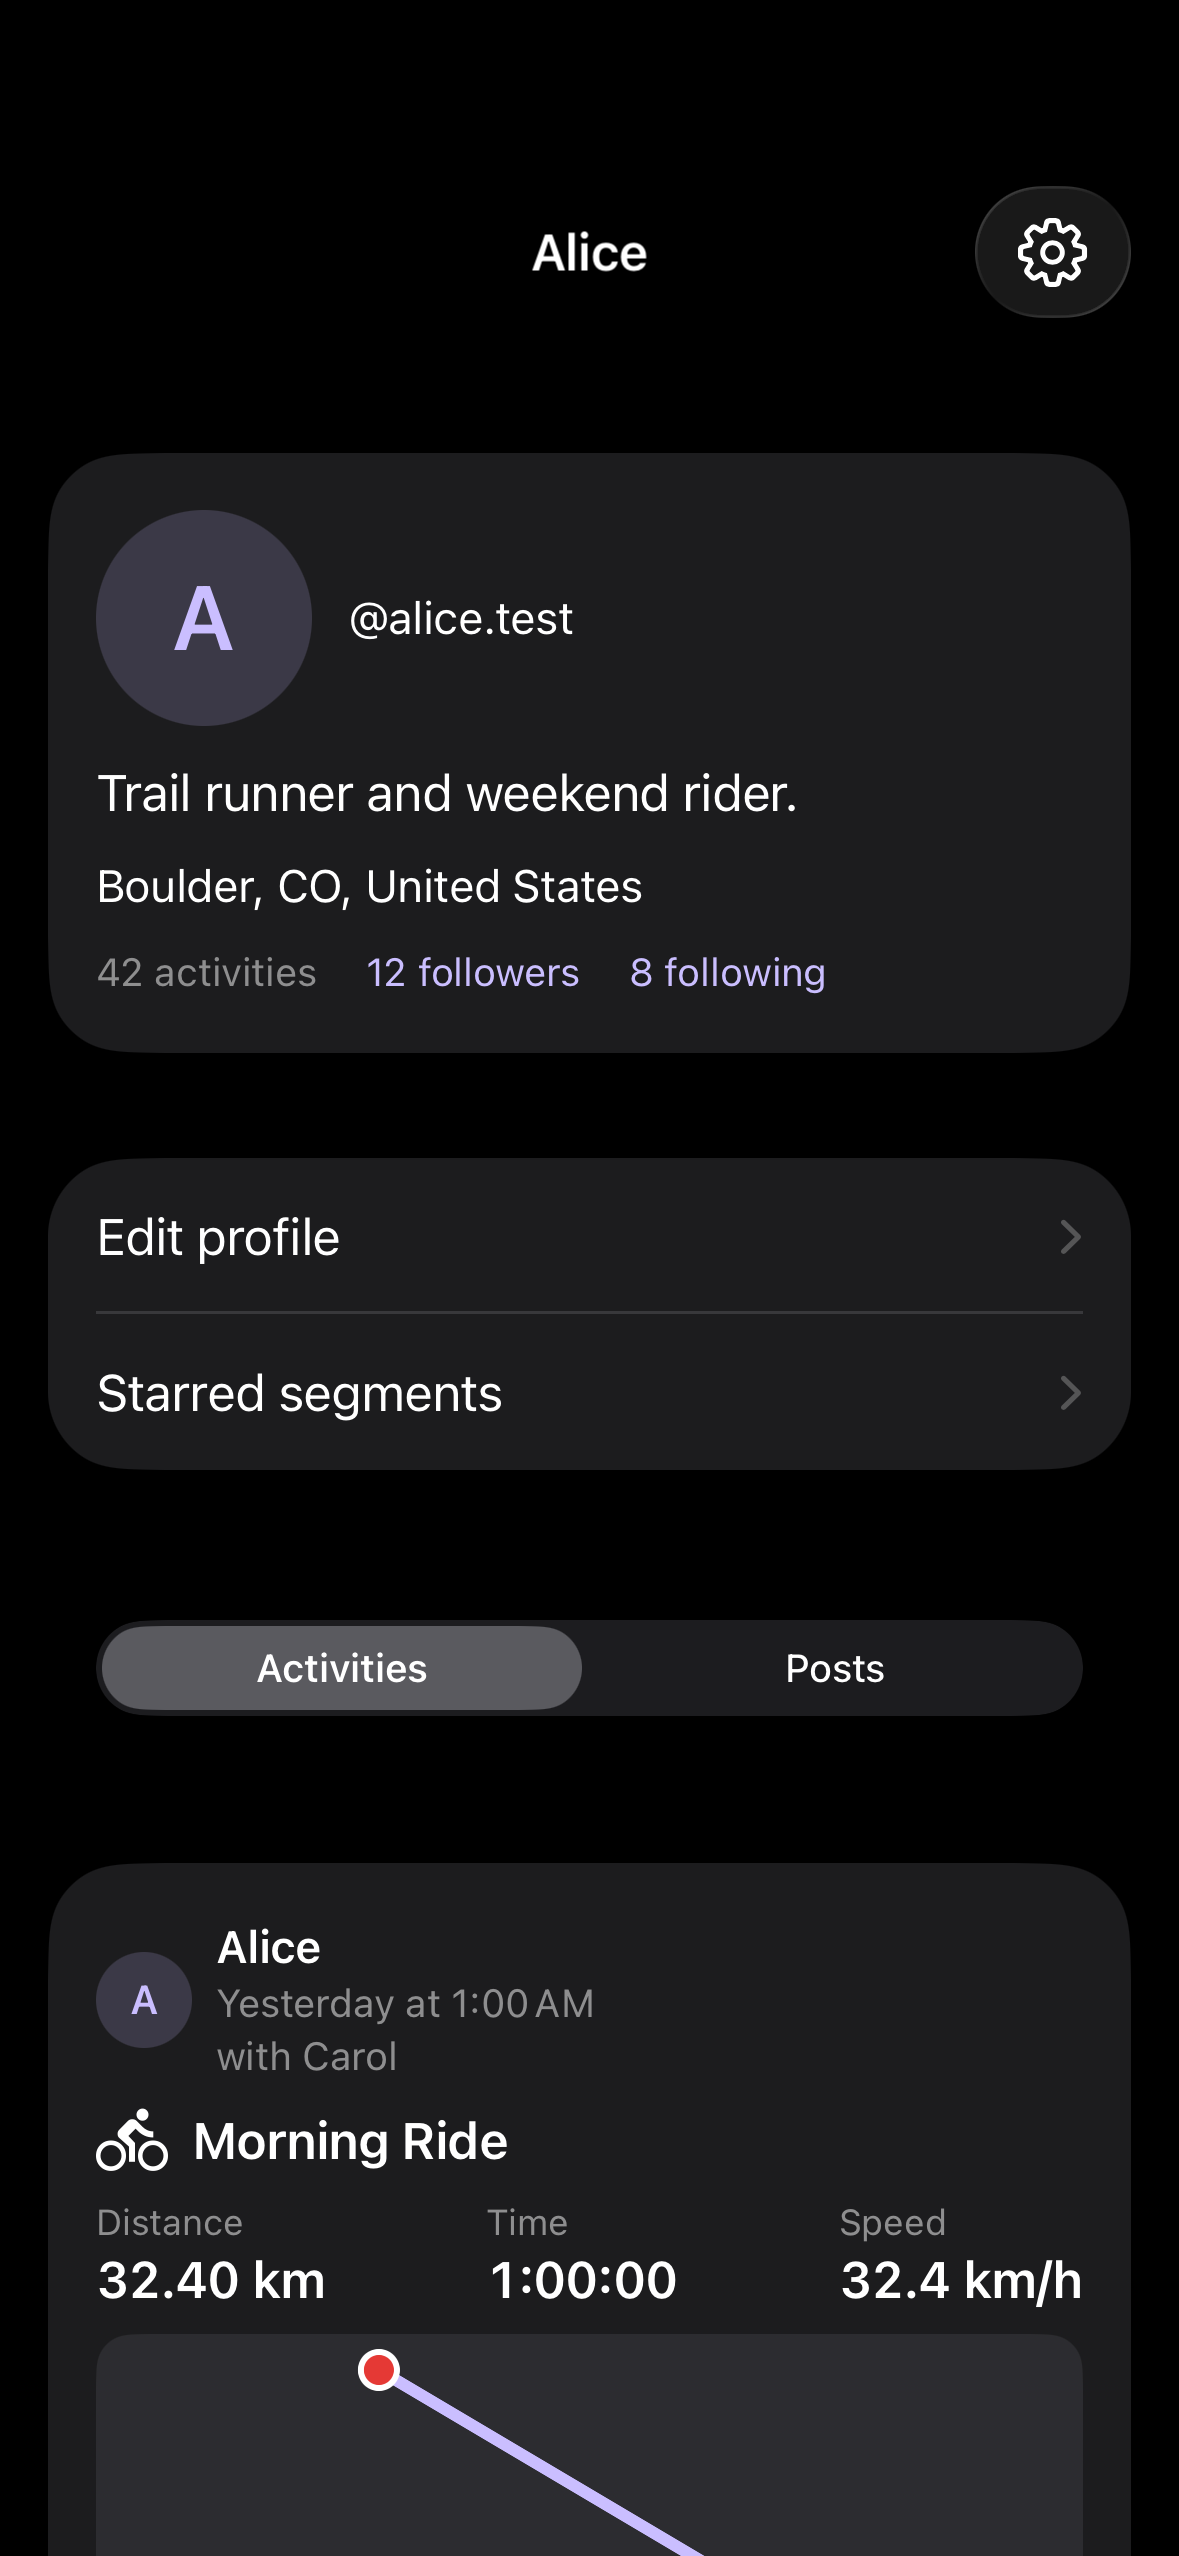 Alice
A
@alice.test
Trail runner and weekend rider.
Boulder, CO, United States
42 activities 12 followers 8 following
Edit profile
Starred segments
Activities Posts
A
Alice
Yesterday at 1:00 AM
with Carol
Morning Ride
Distance Time Speed
32.40 km 1:00:00 32.4 km/h